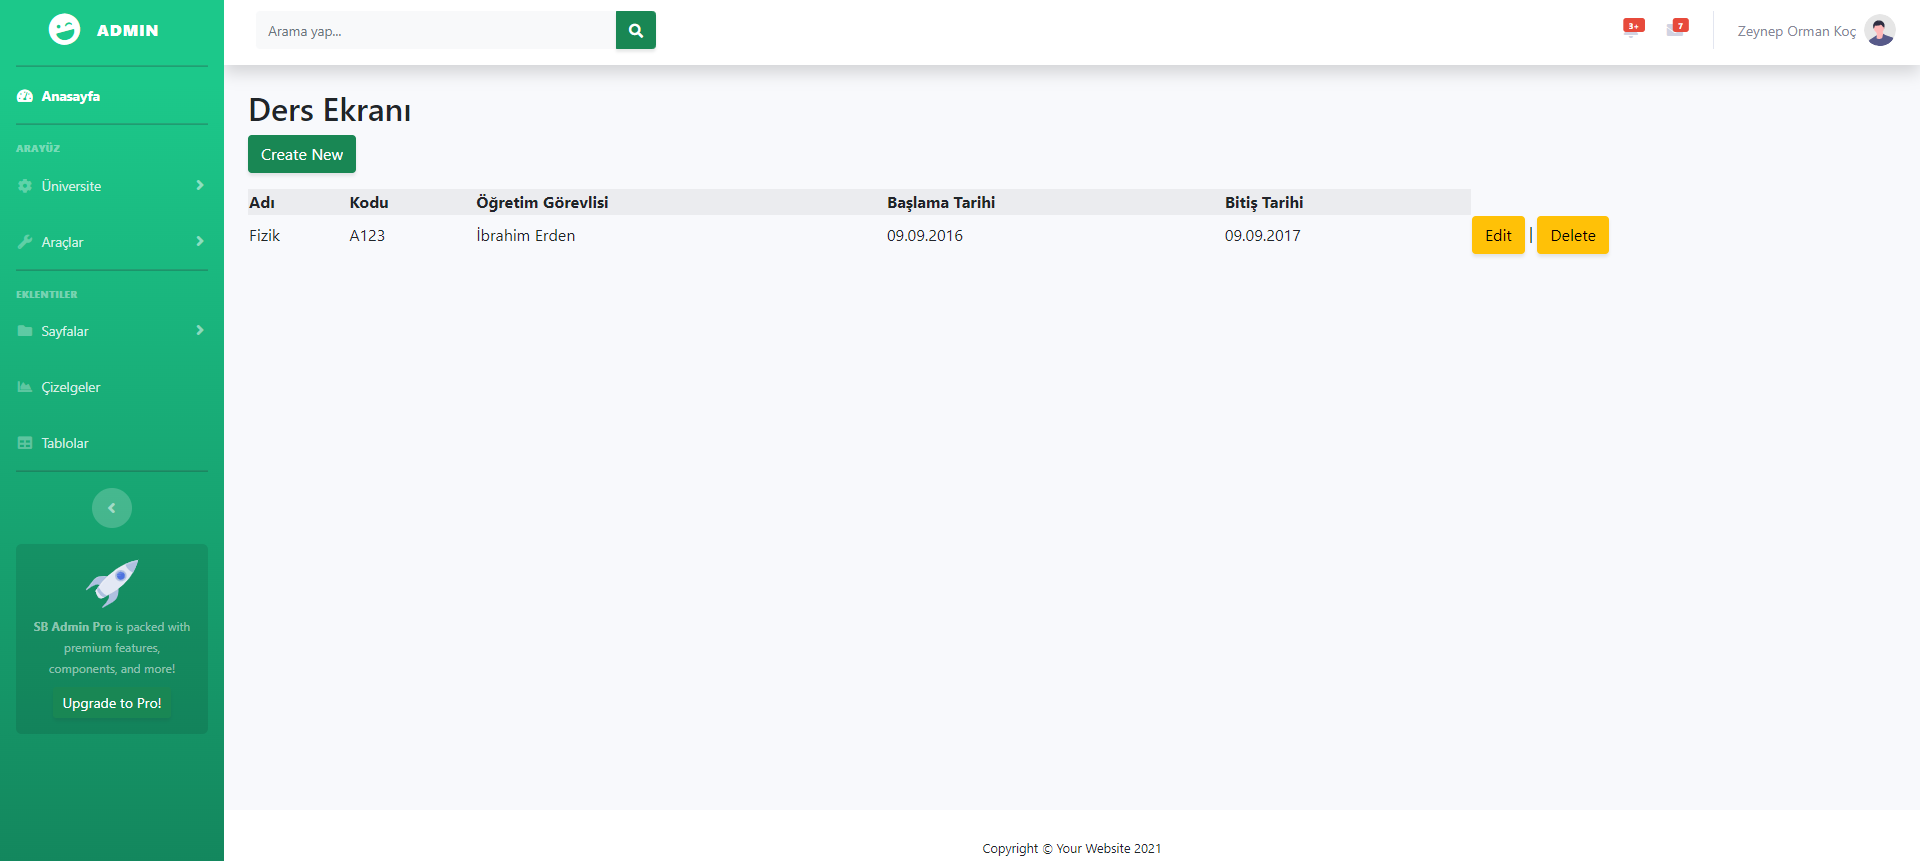 ADMIN
Arama yap...
3+
7
Zeynep Orman Koç
Anasayfa
ARAYÜZ
Üniversite
Araçlar
EKLENTILER
Sayfalar
Çizelgeler
Tablolar
SB Admin Pro is packed with
premium features,
components, and more!
Upgrade to Pro!
Ders Ekranı
Create New
Adı Kodu Öğretim Görevlisi Başlama Tarihi Bitiş Tarihi
Fizik A123 İbrahim Erden 09.09.2016 09.09.2017 Edit | Delete
Copyright © Your Website 2021